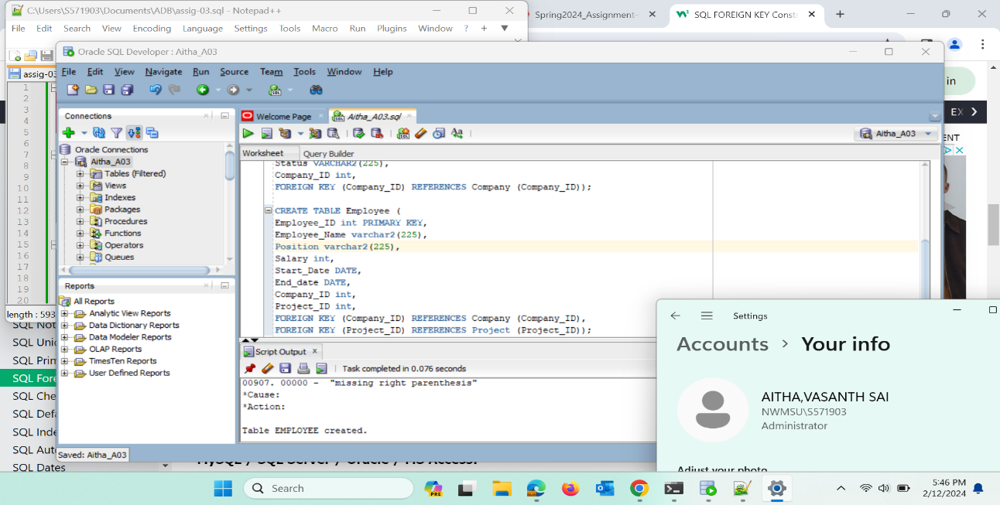 C:\Users\S571903\Documents\ADB\assig-03.sql - Notepad++
File Edit Search View Encoding Language Settings Tools Macro Run Plugins Window ? + ▼
Spring2024_Assignment-
SQL FOREIGN KEY Const
assig-03
1
2
3
4
5
6
7
8
9
10
11
12
13
14
15
16
17
18
19
20
length : 593
Oracle SQL Developer : Aitha_A03
File Edit View Navigate Run Source Team Tools Window Help
Connections
Oracle Connections
Aitha_A03
Tables (Filtered)
Views
Indexes
Packages
Procedures
Functions
Operators
Queues
Reports
All Reports
Analytic View Reports
Data Dictionary Reports
Data Modeler Reports
OLAP Reports
TimesTen Reports
User Defined Reports
Saved: Aitha_A03
Welcome Page
Aitha_A03.sql
Aitha_A03
Worksheet Query Builder
Status VARCHAR2(225),
Company_ID int,
FOREIGN KEY (Company_ID) REFERENCES Company (Company_ID));
CREATE TABLE Employee (
Employee_ID int PRIMARY KEY,
Employee_Name varchar2(225),
Position varchar2(225),
Salary int,
Start_Date DATE,
End_date DATE,
Company_ID int,
Project_ID int,
FOREIGN KEY (Company_ID) REFERENCES Company (Company_ID),
FOREIGN KEY (Project_ID) REFERENCES Project (Project_ID));
Script Output
Task completed in 0.076 seconds
00907. 00000 - "missing right parenthesis"
*Cause:
*Action:
Table EMPLOYEE created.
in
EX
ENT
SQL Not
SQL Uni
SQL Prim
SQL Fore
SQL Che
SQL Defa
SQL Inde
SQL Auto
SQL Dates
MySQL / SQL Server / Oracle / MS Access:
Settings
Accounts > Your info
AITHA,VASANTH SAI
NWMSU\S571903
Administrator
Adjust your photo
Search
PRE
5:46 PM
2/12/2024